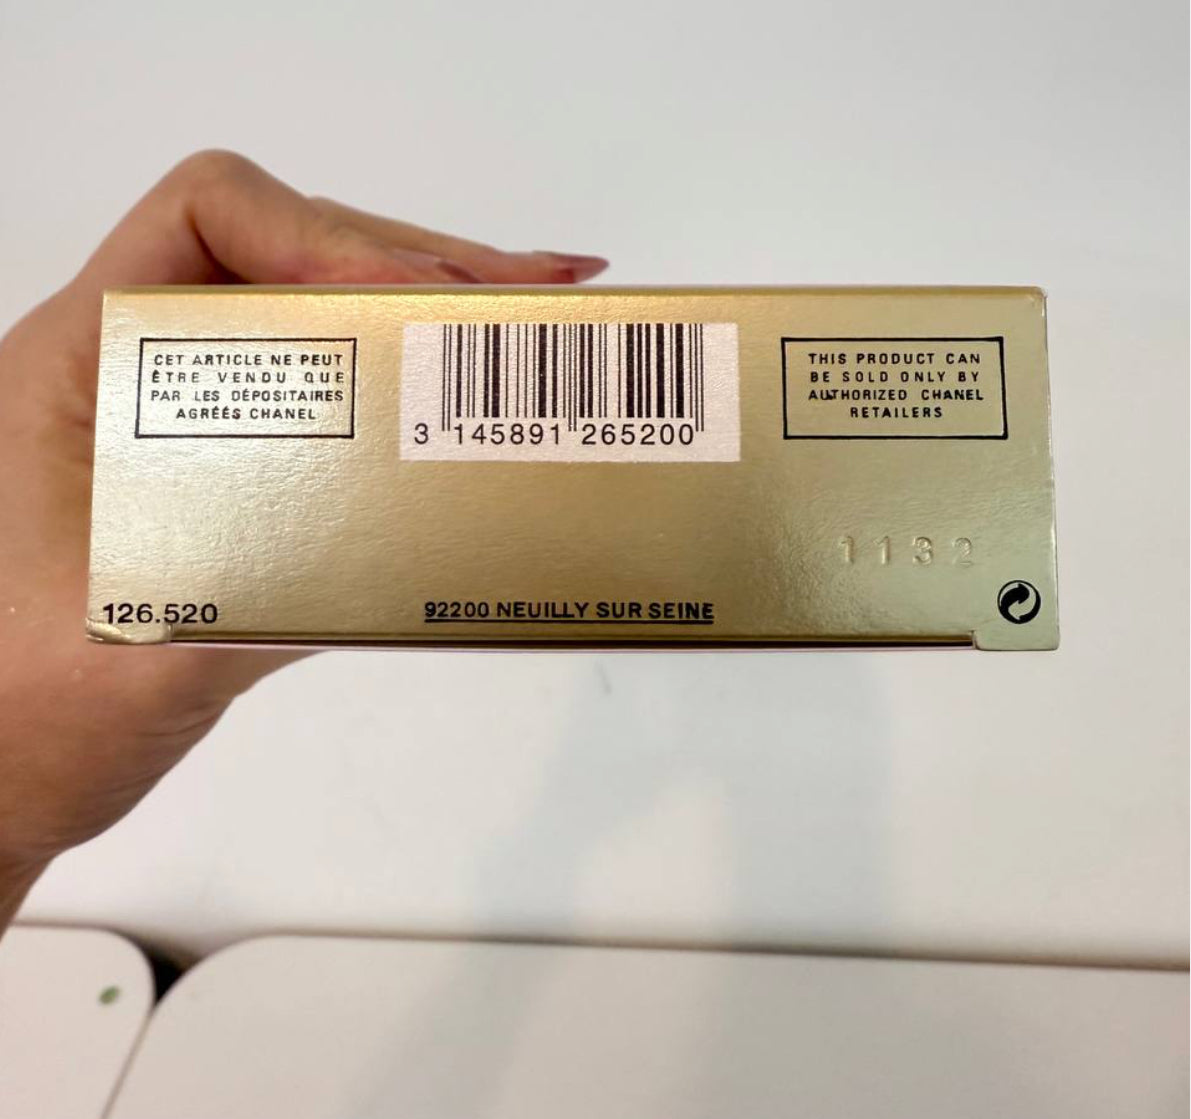 CET ARTICLE NE PEUT
ÊTRE VENDU QUE
PAR LES DÉPOSITAIRES
AGRÉÉS CHANEL
3 145891 265200
THIS PRODUCT CAN
BE SOLD ONLY BY
AUTHORIZED CHANEL
RETAILERS
1132
126.520
92200 NEUILLY SUR SEINE